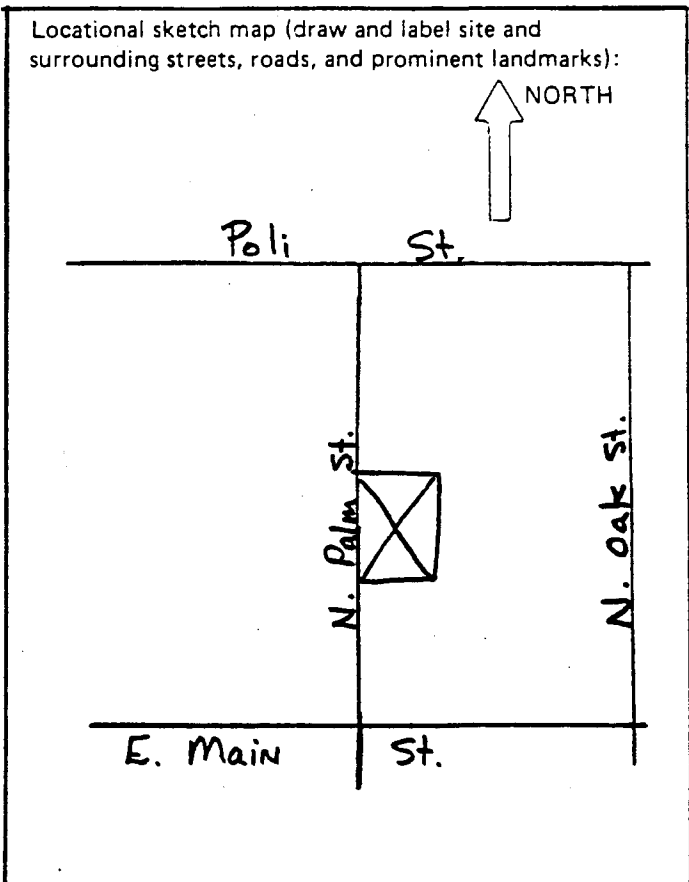 Locational sketch map (draw and label site and
surrounding streets, roads, and prominent landmarks):
NORTH
Poli St.
N. Palm St.
N. Oak St.
E. Main St.